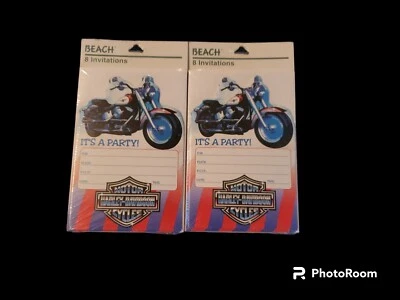 BEACH
8 Invitations
IT'S A PARTY!
MOTOR
HARLEY-DAVIDSON
CYCLES
BEACH
8 Invitations
IT'S A PARTY!
MOTOR
HARLEY-DAVIDSON
CYCLES
PhotoRoom